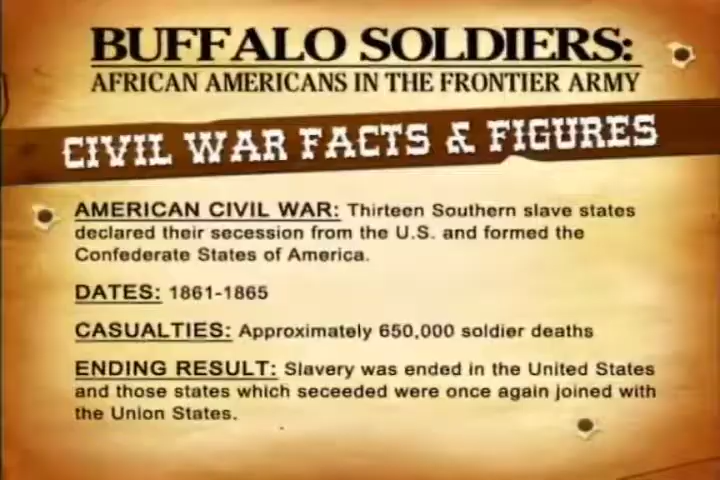 BUFFALO SOLDIERS:
AFRICAN AMERICANS IN THE FRONTIER ARMY
CIVIL WAR FACTS & FIGURES
AMERICAN CIVIL WAR: Thirteen Southern slave states
declared their secession from the U.S. and formed the
Confederate States of America.
DATES: 1861-1865
CASUALTIES: Approximately 650,000 soldier deaths
ENDING RESULT: Slavery was ended in the United States
and those states which seceeded were once again joined with
the Union States.